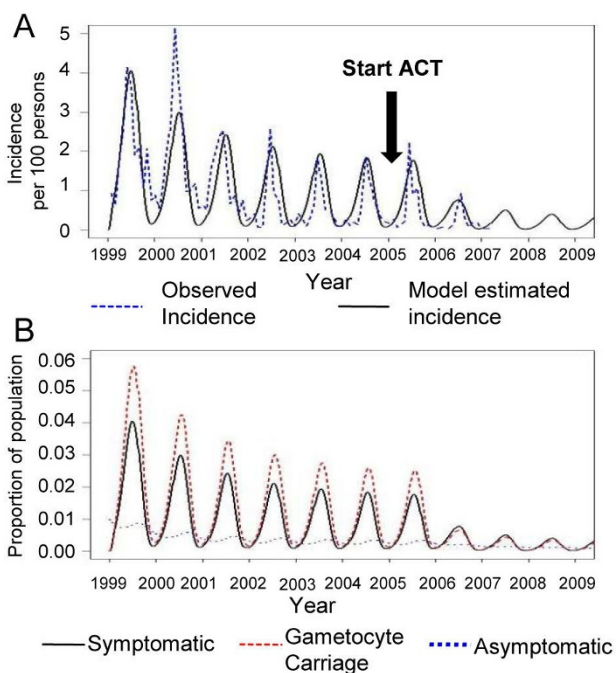 A
5
4
3
2
1
0
Incidence
per 100 persons
Start ACT
1999 2000 2001 2002 2003 2004 2005 2006 2007 2008 2009
Year
Observed
Incidence
Model estimated
incidence
B
0.06
0.05
0.04
0.03
0.02
0.01
0.00
Proportion of population
1999 2000 2001 2002 2003 2004 2005 2006 2007 2008 2009
Year
Symptomatic
Gametocyte
Carriage
Asymptomatic